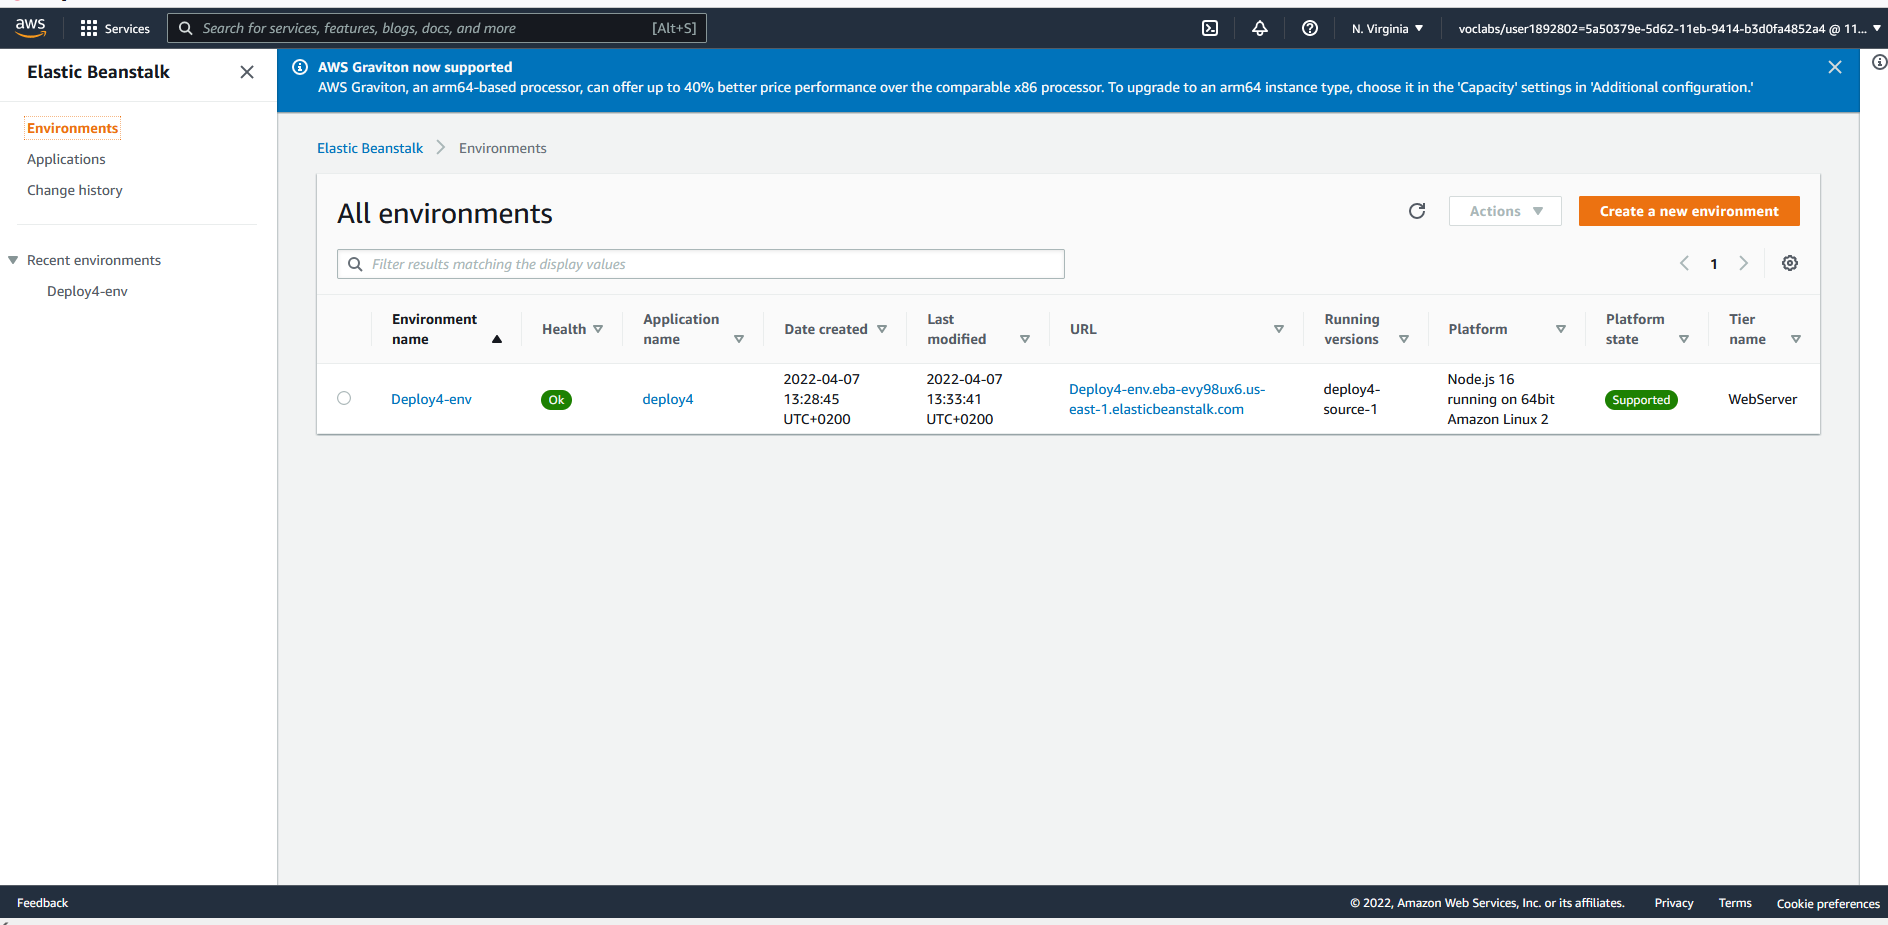 aws
Services
Search for services, features, blogs, docs, and more
[Alt+S]
N. Virginia
voclabs/user1892802=5a50379e-5d62-11eb-9414-b3d0fa4852a4 @ 11...
Elastic Beanstalk
Environments
Applications
Change history
Recent environments
Deploy4-env
AWS Graviton now supported
AWS Graviton, an arm64-based processor, can offer up to 40% better price performance over the comparable x86 processor. To upgrade to an arm64 instance type, choose it in the 'Capacity' settings in 'Additional configuration.'
Elastic Beanstalk
Environments
All environments
Actions
Create a new environment
Filter results matching the display values
1
Environment
name
Health
Application
name
Date created
Last
modified
URL
Running
versions
Platform
Platform
state
Tier
name
Deploy4-env
Ok
deploy4
2022-04-07
13:28:45
UTC+0200
2022-04-07
13:33:41
UTC+0200
Deploy4-env.eba-evy98ux6.us-
east-1.elasticbeanstalk.com
deploy4-
source-1
Node.js 16
running on 64bit
Amazon Linux 2
Supported
WebServer
Feedback
© 2022, Amazon Web Services, Inc. or its affiliates.
Privacy
Terms
Cookie preferences